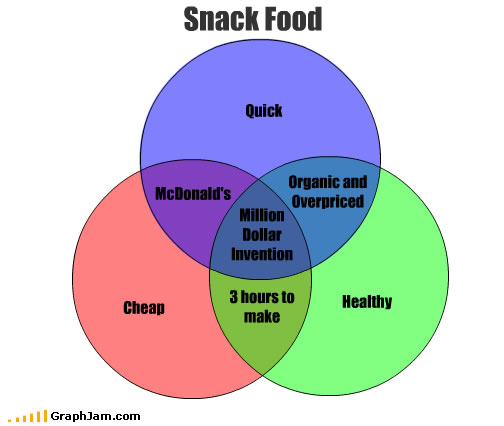 Snack Food
Quick
McDonald's
Organic and
Overpriced
Million
Dollar
Invention
Cheap
3 hours to
make
Healthy
GraphJam.com